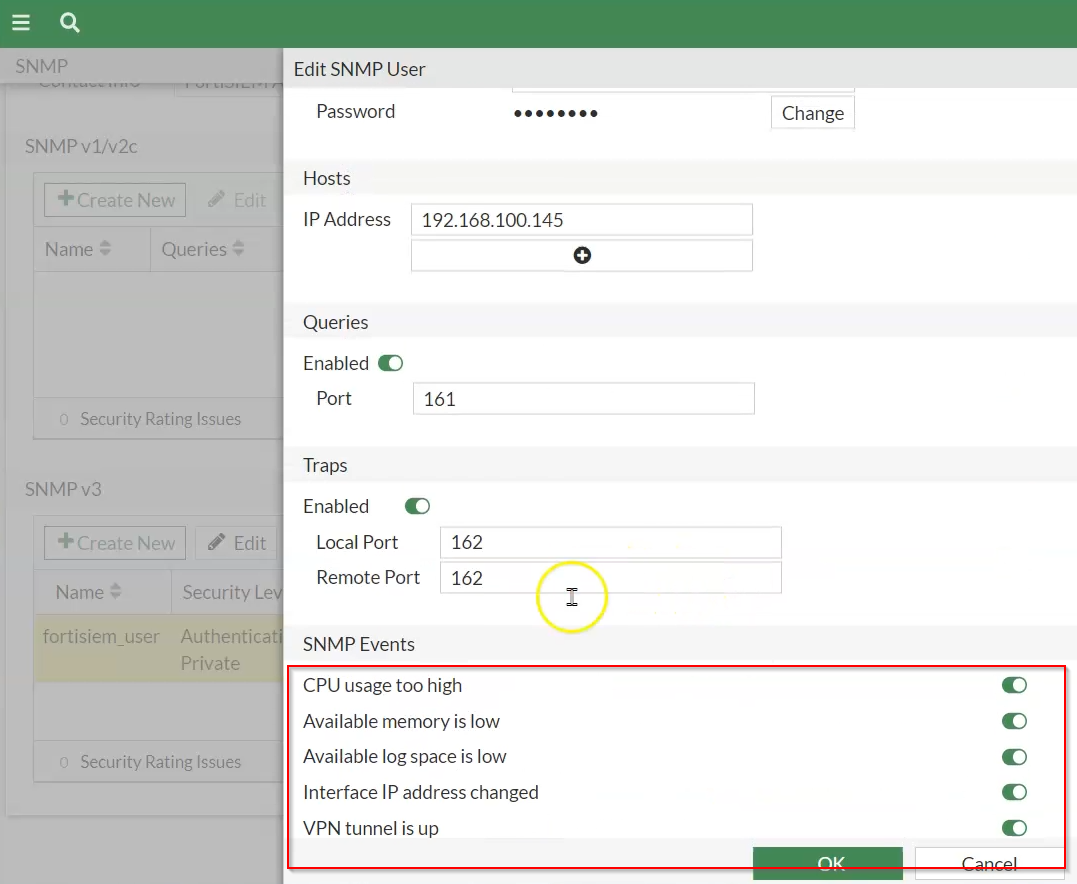 SNMP
Edit SNMP User
Contact Info
Password
••••••••
Change
SNMP v1/v2c
Create New
Edit
Name
Queries
0 Security Rating Issues
SNMP v3
Create New
Edit
Name
Security Lev
fortisiem_user
Authenticati
Private
0 Security Rating Issues
Hosts
IP Address
192.168.100.145
Queries
Enabled
Port
161
Traps
Enabled
Local Port
162
Remote Port
162
SNMP Events
CPU usage too high
Available memory is low
Available log space is low
Interface IP address changed
VPN tunnel is up
OK
Cancel